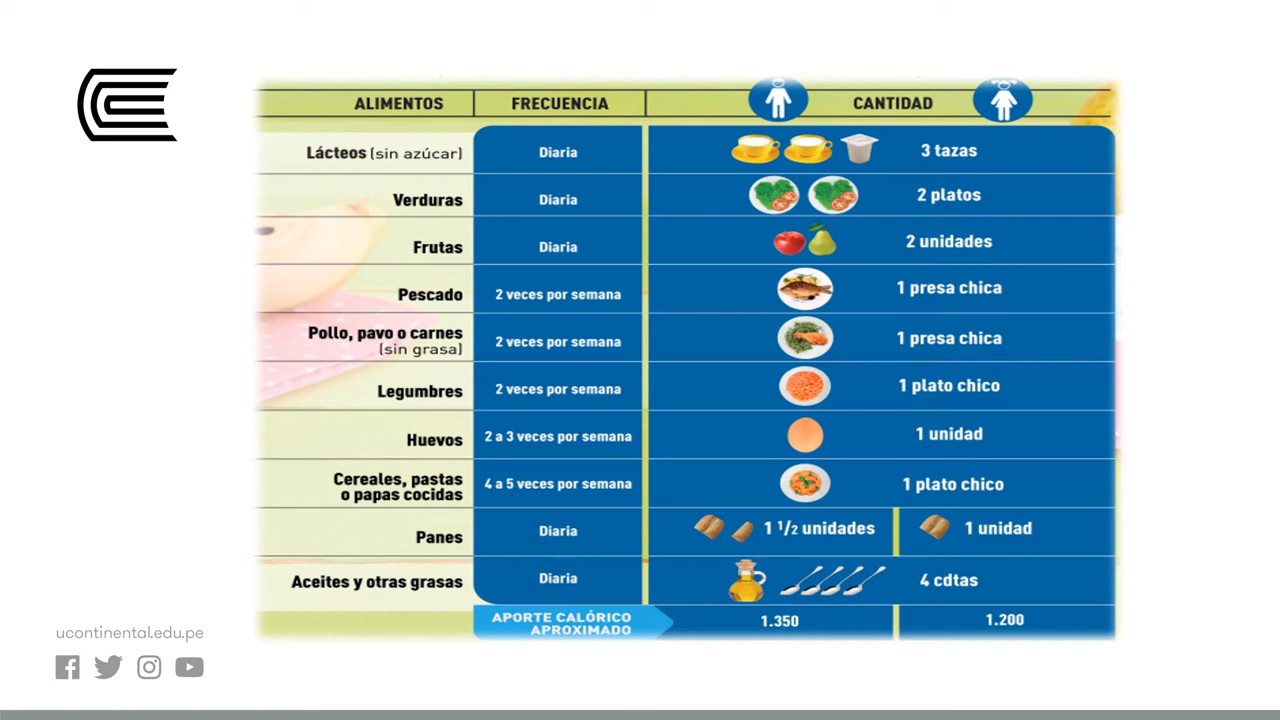 ALIMENTOS FRECUENCIA CANTIDAD
Lácteos (sin azúcar) Diaria 3 tazas
Verduras Diaria 2 platos
Frutas Diaria 2 unidades
Pescado 2 veces por semana 1 presa chica
Pollo, pavo o carnes
(sin grasa) 2 veces por semana 1 presa chica
Legumbres 2 veces por semana 1 plato chico
Huevos 2 a 3 veces por semana 1 unidad
Cereales, pastas
o papas cocidas 4 a 5 veces por semana 1 plato chico
Panes Diaria 1 1/2 unidades 1 unidad
Aceites y otras grasas Diaria 4 cdtas
APORTE CALÓRICO
APROXIMADO 1.350 1.200
ucontinental.edu.pe